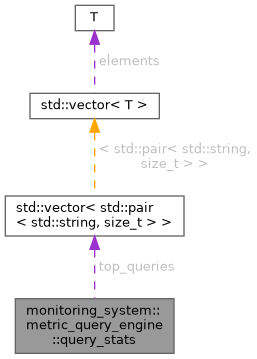 T
elements
std::vector< T >
< std::pair< std::string,
size_t > >
std::vector< std::pair
< std::string, size_t > >
top_queries
monitoring_system::
metric_query_engine
::query_stats